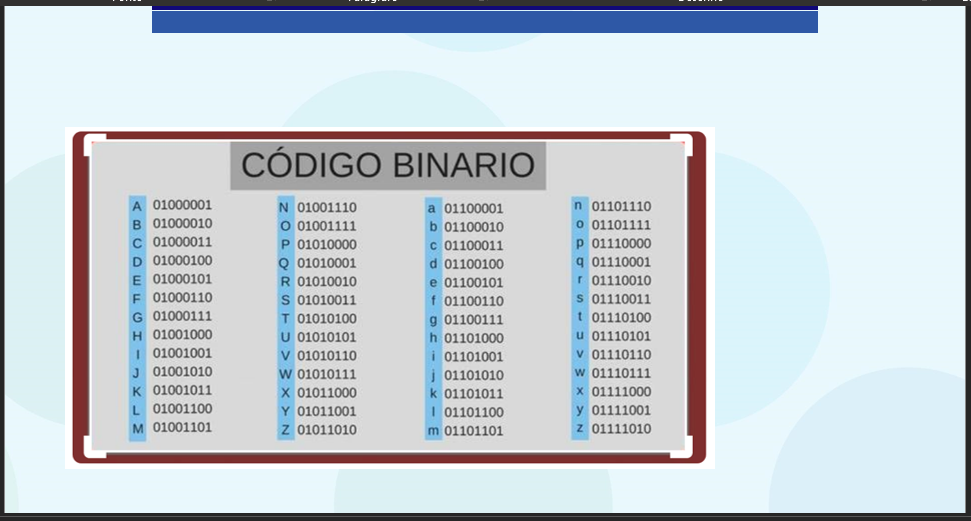 CÓDIGO BINARIO
A 01000001
B 01000010
C 01000011
D 01000100
E 01000101
F 01000110
G 01000111
H 01001000
I 01001001
J 01001010
K 01001011
L 01001100
M 01001101
N 01001110
O 01001111
P 01010000
Q 01010001
R 01010010
S 01010011
T 01010100
U 01010101
V 01010110
W 01010111
X 01011000
Y 01011001
Z 01011010
a 01100001
b 01100010
c 01100011
d 01100100
e 01100101
f 01100110
g 01100111
h 01101000
i 01101001
j 01101010
k 01101011
l 01101100
m 01101101
n 01101110
o 01101111
p 01110000
q 01110001
r 01110010
s 01110011
t 01110100
u 01110101
v 01110110
w 01110111
x 01111000
y 01111001
z 01111010